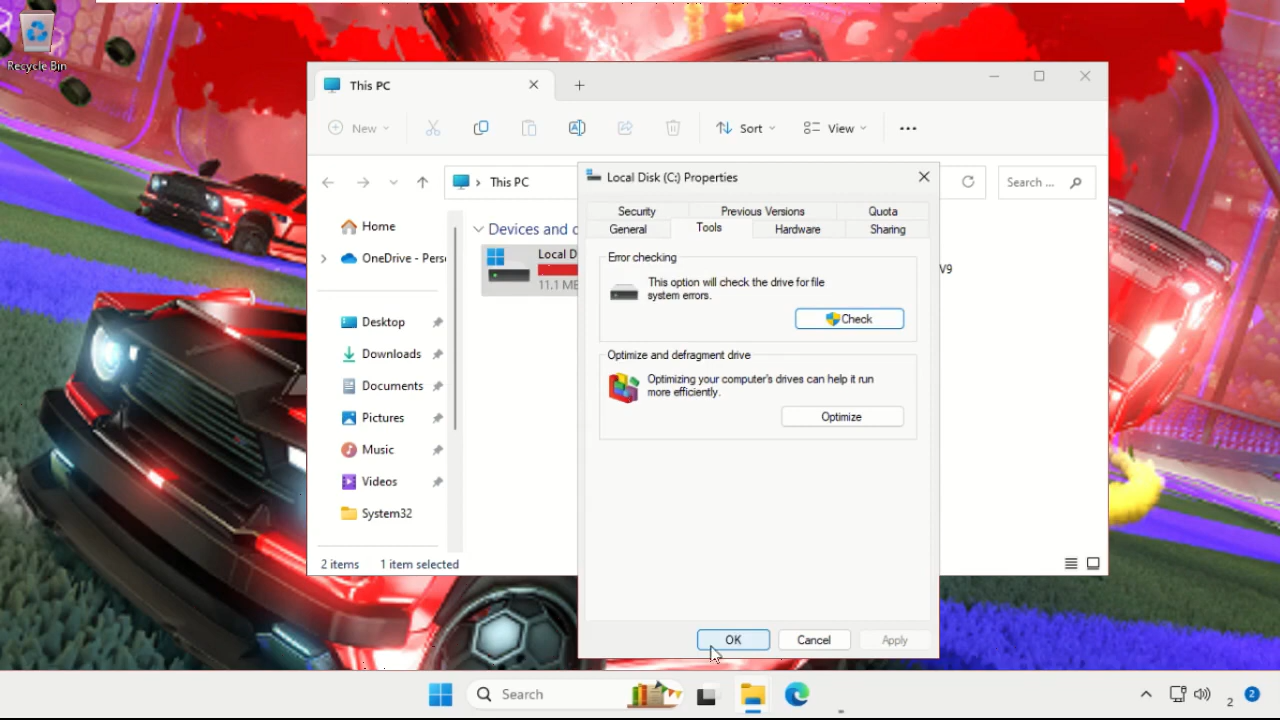 Recycle Bin
This PC
New
Sort
View
This PC
Search ...
Home
OneDrive - Pers
Desktop
Downloads
Documents
Pictures
Music
Videos
System32
2 items
1 item selected
Devices and
Local D
11.1 MB
V9
Local Disk (C:) Properties
Security
Previous Versions
Quota
General
Tools
Hardware
Sharing
Error checking
This option will check the drive for file
system errors.
Check
Optimize and defragment drive
Optimizing your computer's drives can help it run
more efficiently.
Optimize
OK
Cancel
Apply
Search
2
2